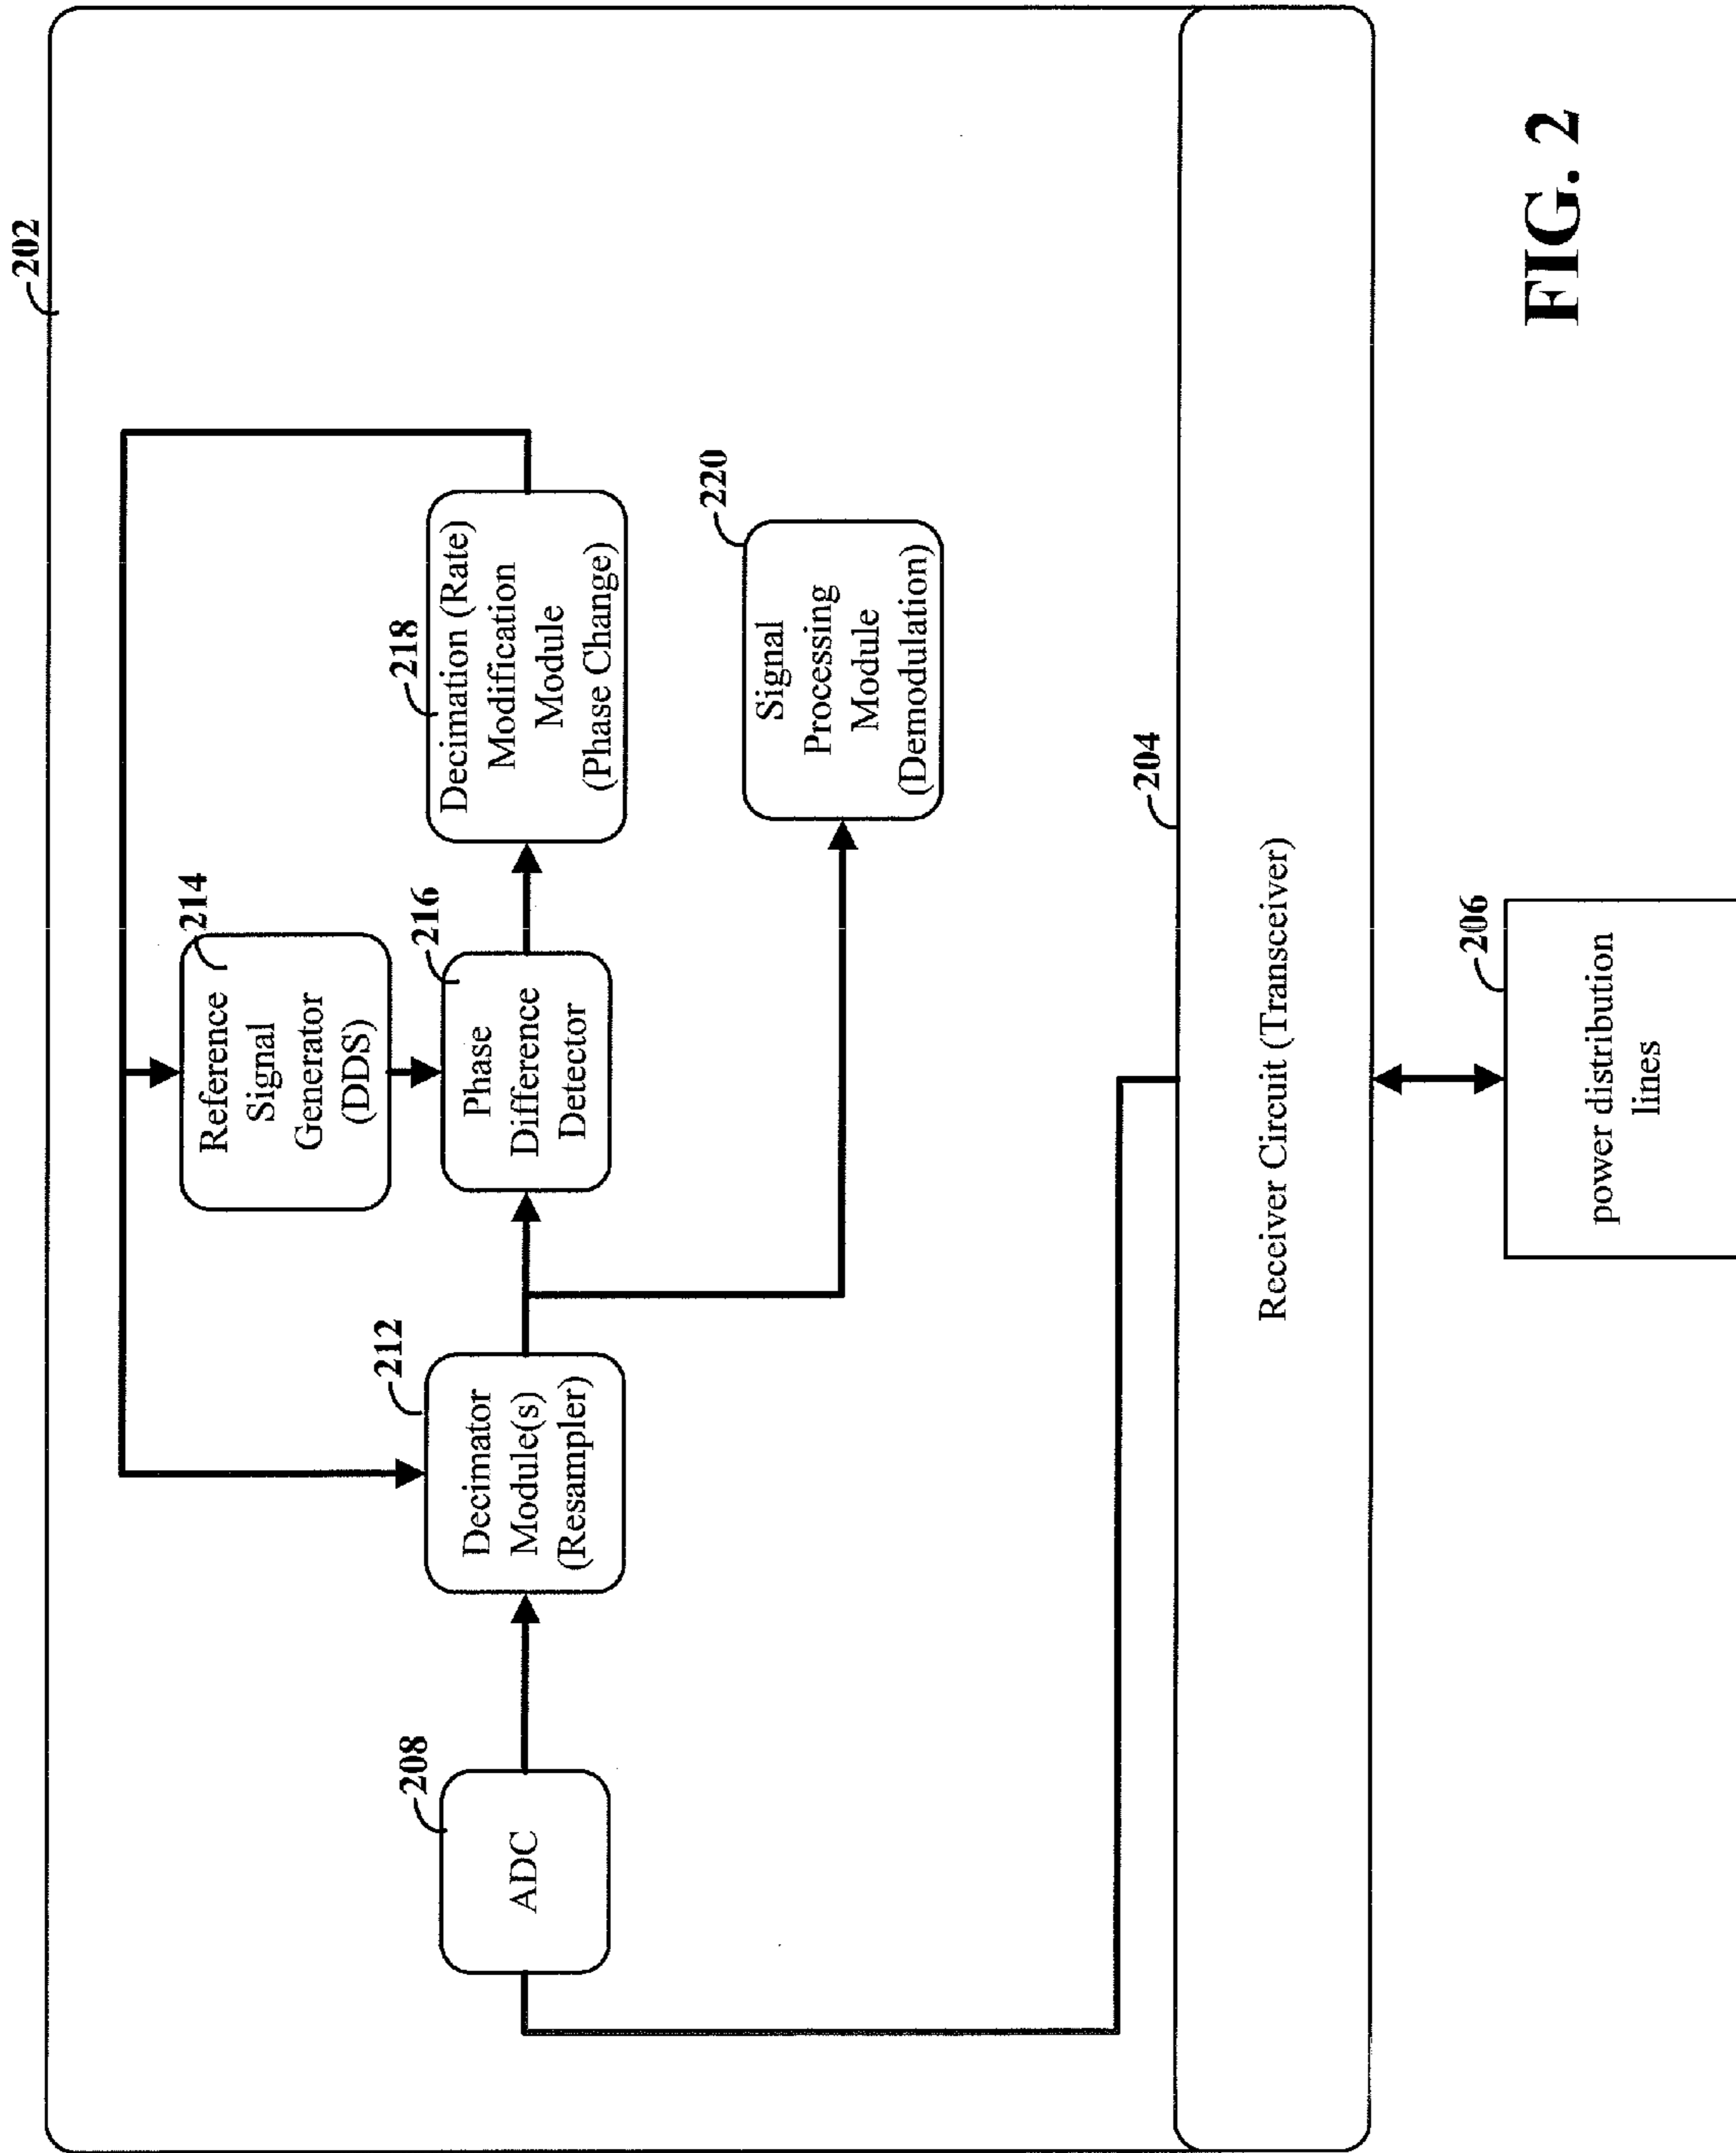 202
214
Reference
Signal
Generator
(DDS)
218
Decimation (Rate)
Modification
Module
(Phase Change)
216
Phase
Difference
Detector
212
Decimator
Module(s)
(Resampler)
208
ADC
220
Signal
Processing
Module
(Demodulation)
204
Receiver Circuit (Transceiver)
206
power distribution
lines
FIG. 2